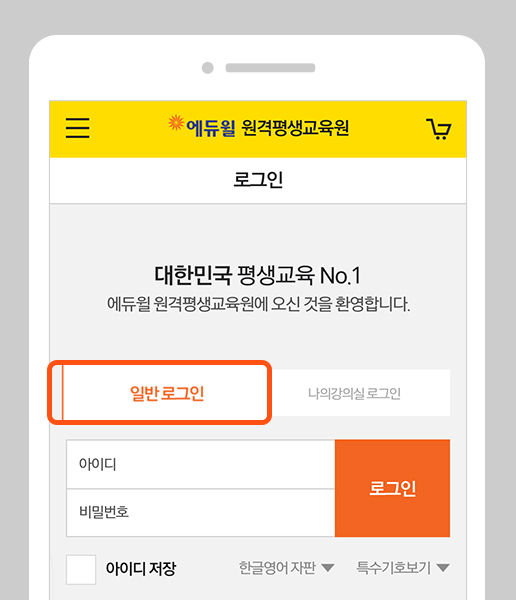 에듀윌 원격평생교육원
로그인
대한민국 평생교육 No.1
에듀윌 원격평생교육원에 오신 것을 환영합니다.
일반 로그인
나의강의실 로그인
아이디
비밀번호
로그인
아이디 저장
한글영어 자판
특수기호보기